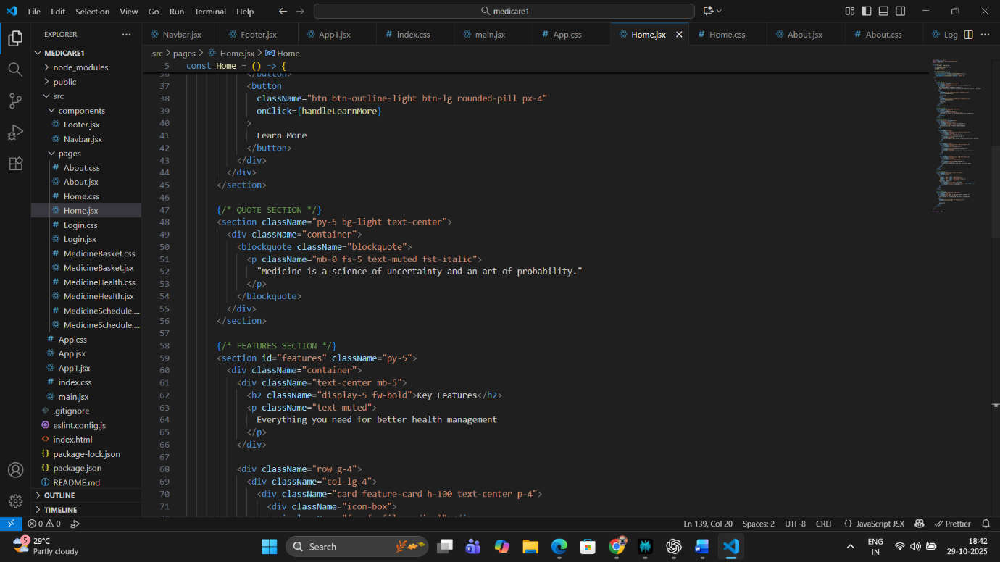 File Edit Selection View Go Run Terminal Help
medicare1
EXPLORER
Navbar.jsx Footer.jsx App1.jsx index.css main.jsx App.css Home.jsx Home.css About.jsx About.css Log
MEDICARE1
node_modules
public
src
components
Footer.jsx
Navbar.jsx
pages
About.css
About.jsx
Home.css
Home.jsx
Login.css
Login.jsx
MedicineBasket.css
MedicineBasket.jsx
MedicineHealth.css
MedicineHealth.jsx
MedicineSchedule....
MedicineSchedule....
App.css
App.jsx
App1.jsx
index.css
main.jsx
.gitignore
eslint.config.js
index.html
package-lock.json
package.json
README.md
OUTLINE
TIMELINE
src > pages > Home.jsx > Home
5 const Home = () => {
36 </button>
37 <button
38 className="btn btn-outline-light btn-lg rounded-pill px-4"
39 onClick={handleLearnMore}
40 >
41 Learn More
42 </button>
43 </div>
44 </div>
45 </section>
46
47 {/* QUOTE SECTION */}
48 <section className="py-5 bg-light text-center">
49 <div className="container">
50 <blockquote className="blockquote">
51 <p className="mb-0 fs-5 text-muted fst-italic">
52 "Medicine is a science of uncertainty and an art of probability."
53 </p>
54 </blockquote>
55 </div>
56 </section>
57
58 {/* FEATURES SECTION */}
59 <section id="features" className="py-5">
60 <div className="container">
61 <div className="text-center mb-5">
62 <h2 className="display-5 fw-bold">Key Features</h2>
63 <p className="text-muted">
64 Everything you need for better health management
65 </p>
66 </div>
67
68 <div className="row g-4">
69 <div className="col-lg-4">
70 <div className="card feature-card h-100 text-center p-4">
71 <div className="icon-box">
0 0 Ln 139, Col 20 Spaces: 2 UTF-8 CRLF {} JavaScript JSX Prettier
5 29°C
Partly cloudy
Search
ENG
IN
18:42
29-10-2025